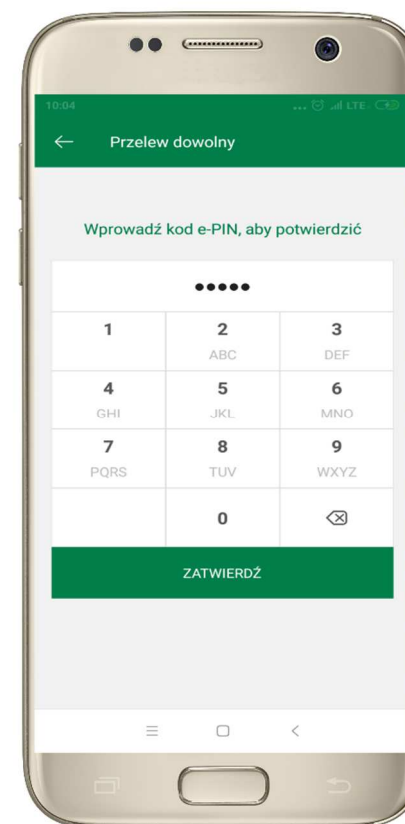 10:04
... LTE
Przelew dowolny
Wprowadź kod e-PIN, aby potwierdzić
•••••
1 2 3
ABC DEF
4 5 6
GHI JKL MNO
7 8 9
PQRS TUV WXYZ
0
ZATWIERDŹ